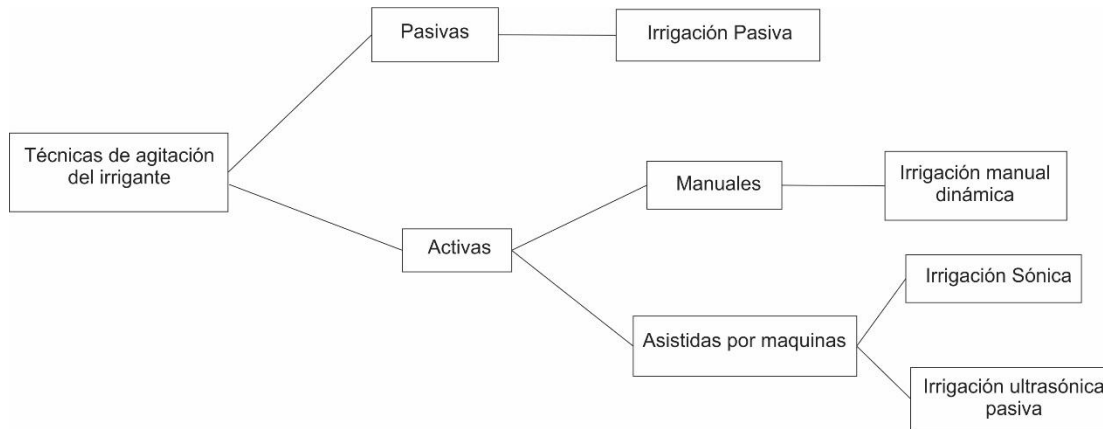 Pasivas
Irrigación Pasiva
Técnicas de agitación
del irrigante
Manuales
Irrigación manual
dinámica
Activas
Irrigación Sónica
Asistidas por maquinas
Irrigación ultrasónica
pasiva